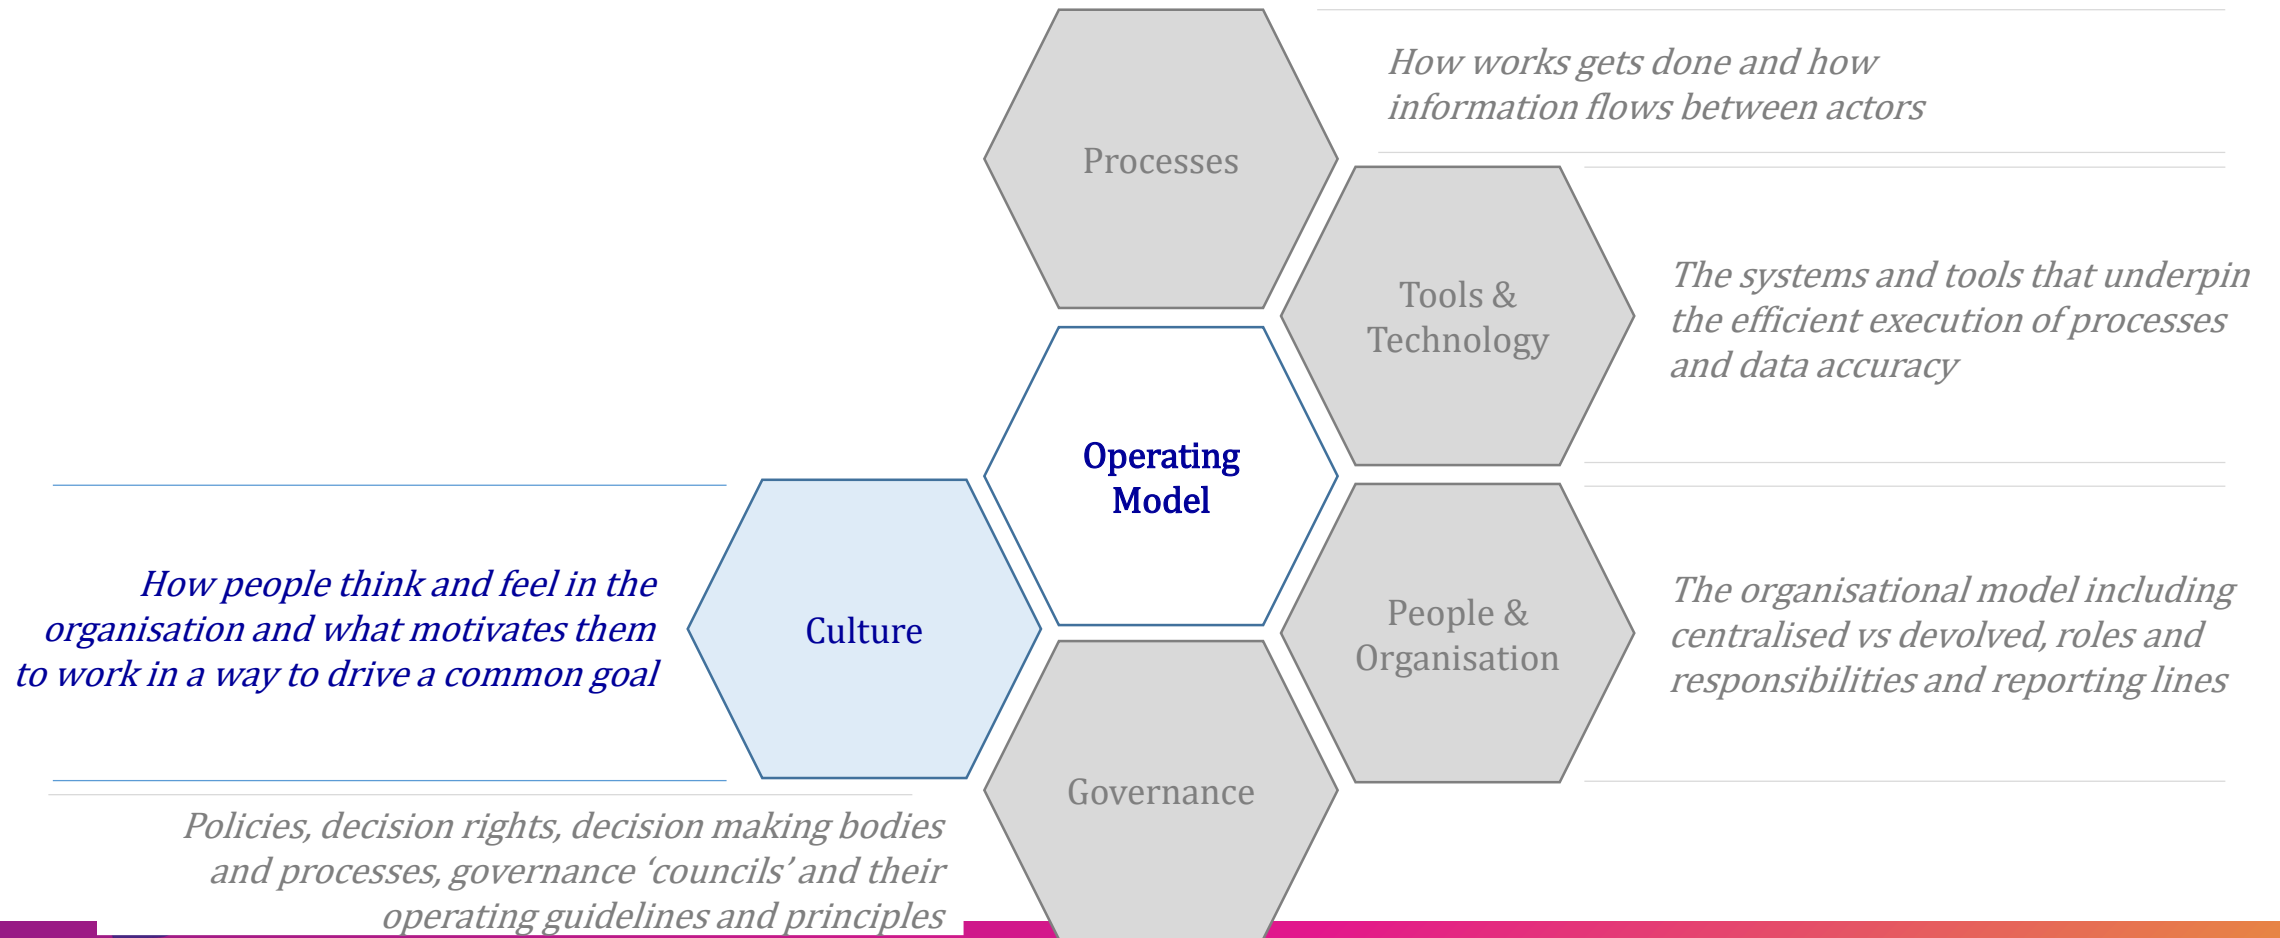 Processes
How works gets done and how
information flows between actors
Tools &
Technology
The systems and tools that underpin
the efficient execution of processes
and data accuracy
Operating
Model
People &
Organisation
The organisational model including
centralised vs devolved, roles and
responsibilities and reporting lines
Culture
How people think and feel in the
organisation and what motivates them
to work in a way to drive a common goal
Governance
Policies, decision rights, decision making bodies
and processes, governance ‘councils’ and their
operating guidelines and principles